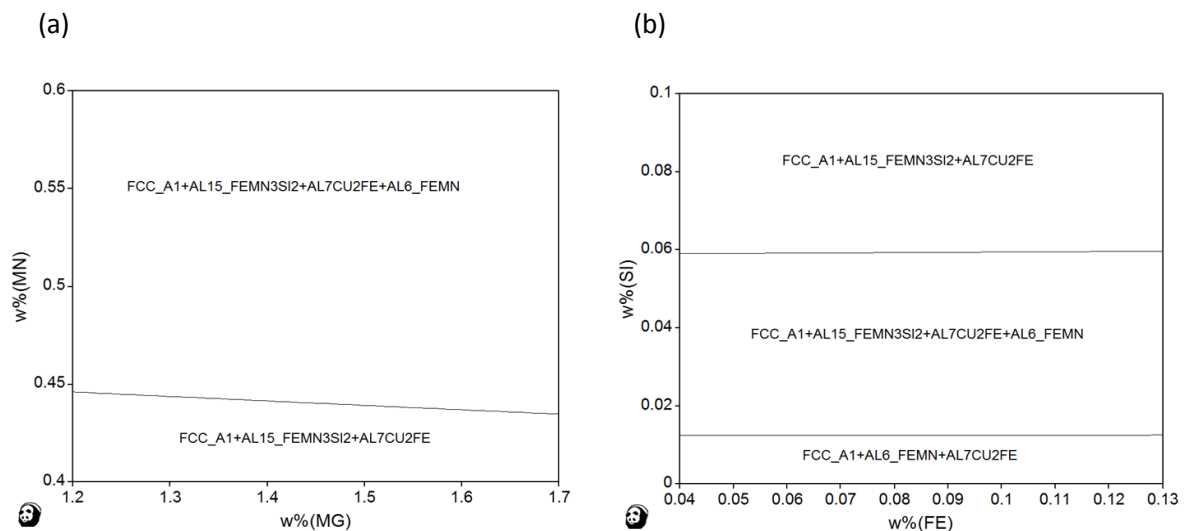 (a)
0.6
0.55
0.5
0.45
0.4
w%(MN)
FCC_A1+AL15_FEMN3SI2+AL7CU2FE+AL6_FEMN
FCC_A1+AL15_FEMN3SI2+AL7CU2FE
1.2 1.3 1.4 1.5 1.6 1.7
w%(MG)
(b)
0.1
0.08
0.06
0.04
0.02
0
w%(SI)
FCC_A1+AL15_FEMN3SI2+AL7CU2FE
FCC_A1+AL15_FEMN3SI2+AL7CU2FE+AL6_FEMN
FCC_A1+AL6_FEMN+AL7CU2FE
0.04 0.05 0.06 0.07 0.08 0.09 0.1 0.11 0.12 0.13
w%(FE)